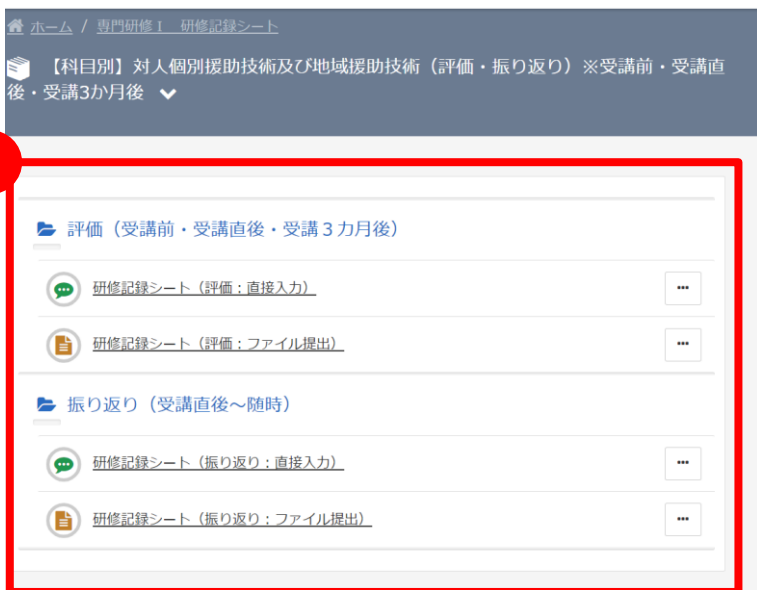 ホーム / 専門研修Ⅰ 研修記録シート
【科目別】対人個別援助技術及び地域援助技術（評価・振り返り）※受講前・受講直
後・受講3か月後
評価（受講前・受講直後・受講３カ月後）
研修記録シート（評価：直接入力）
研修記録シート（評価：ファイル提出）
振り返り（受講直後～随時）
研修記録シート（振り返り：直接入力）
研修記録シート（振り返り：ファイル提出）